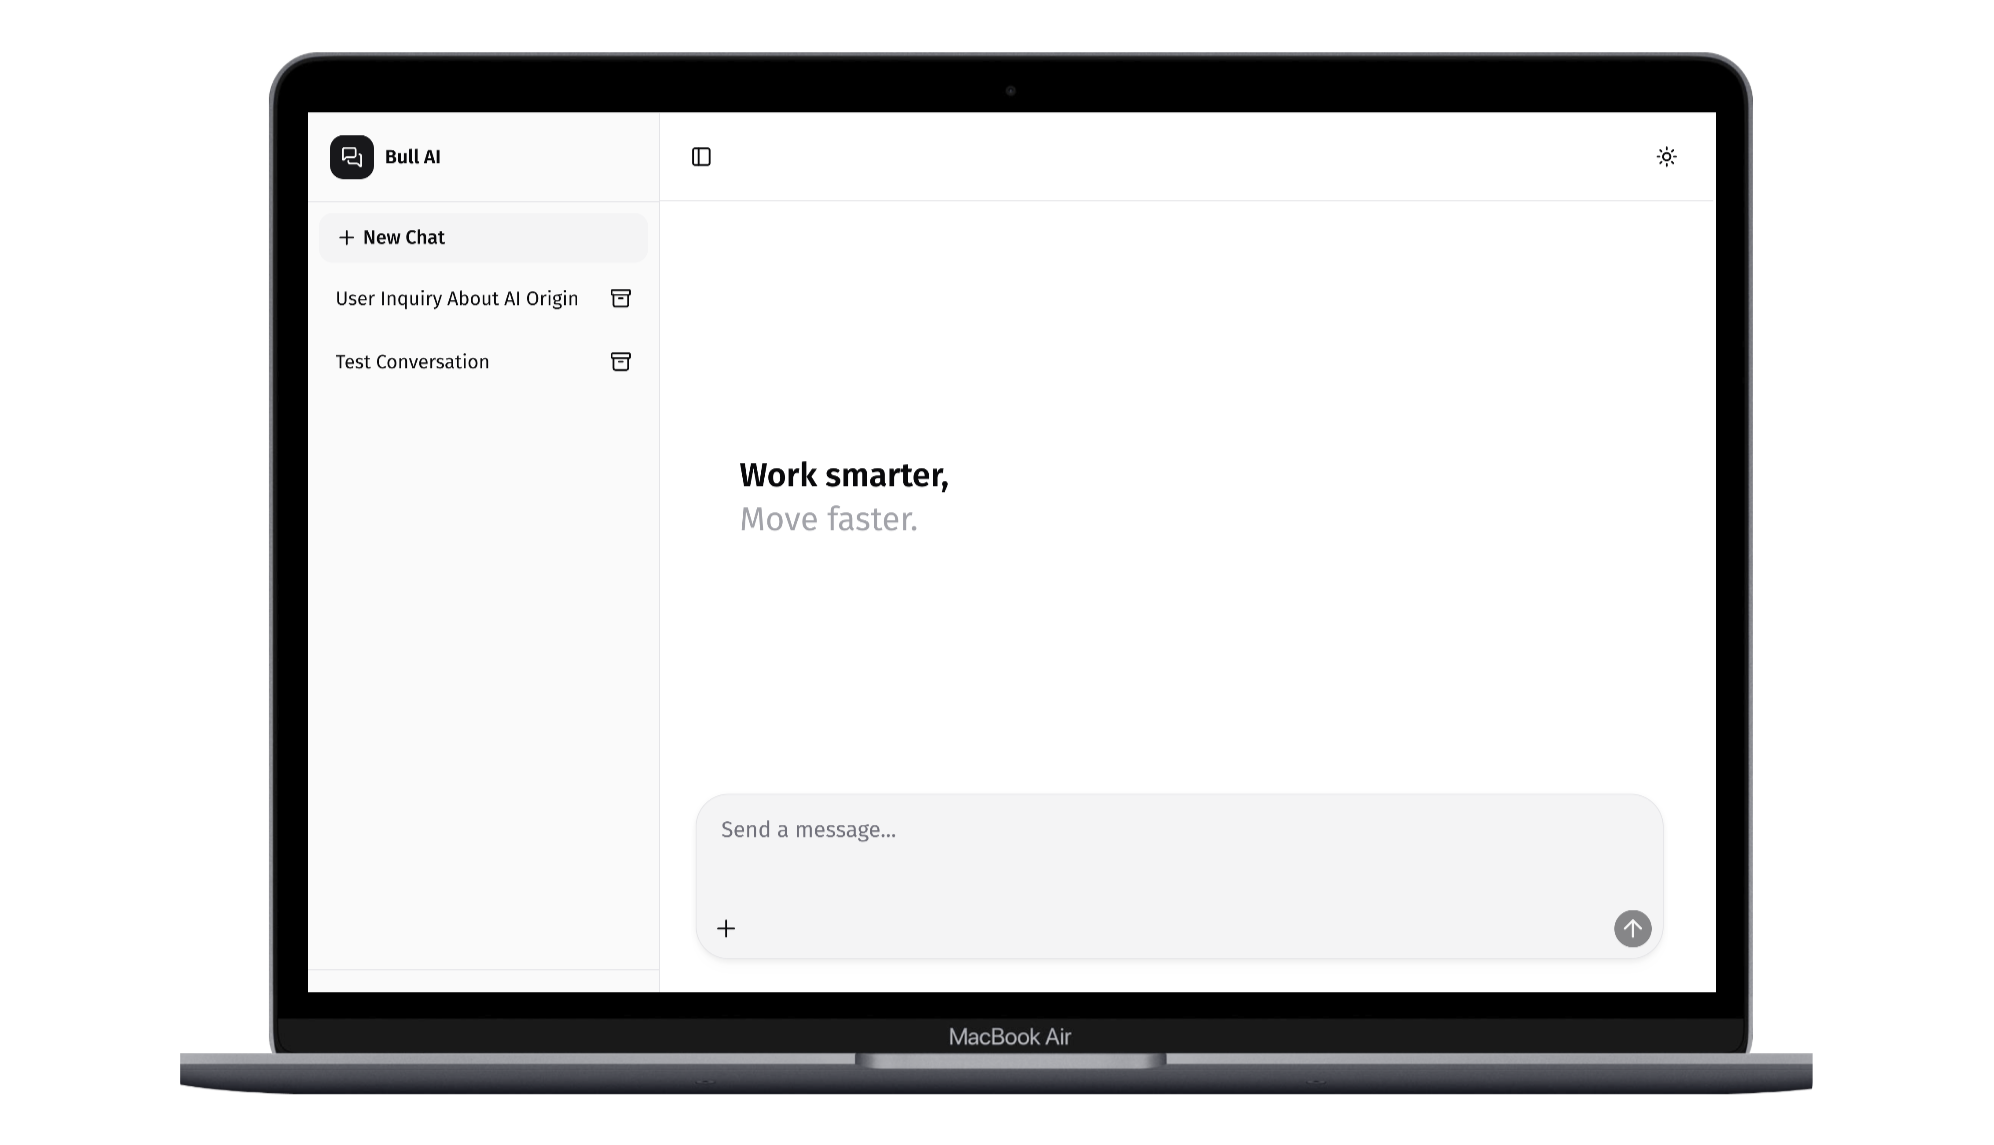 Bull AI
New Chat
User Inquiry About AI Origin
Test Conversation
Work smarter,
Move faster.
Send a message...
MacBook Air